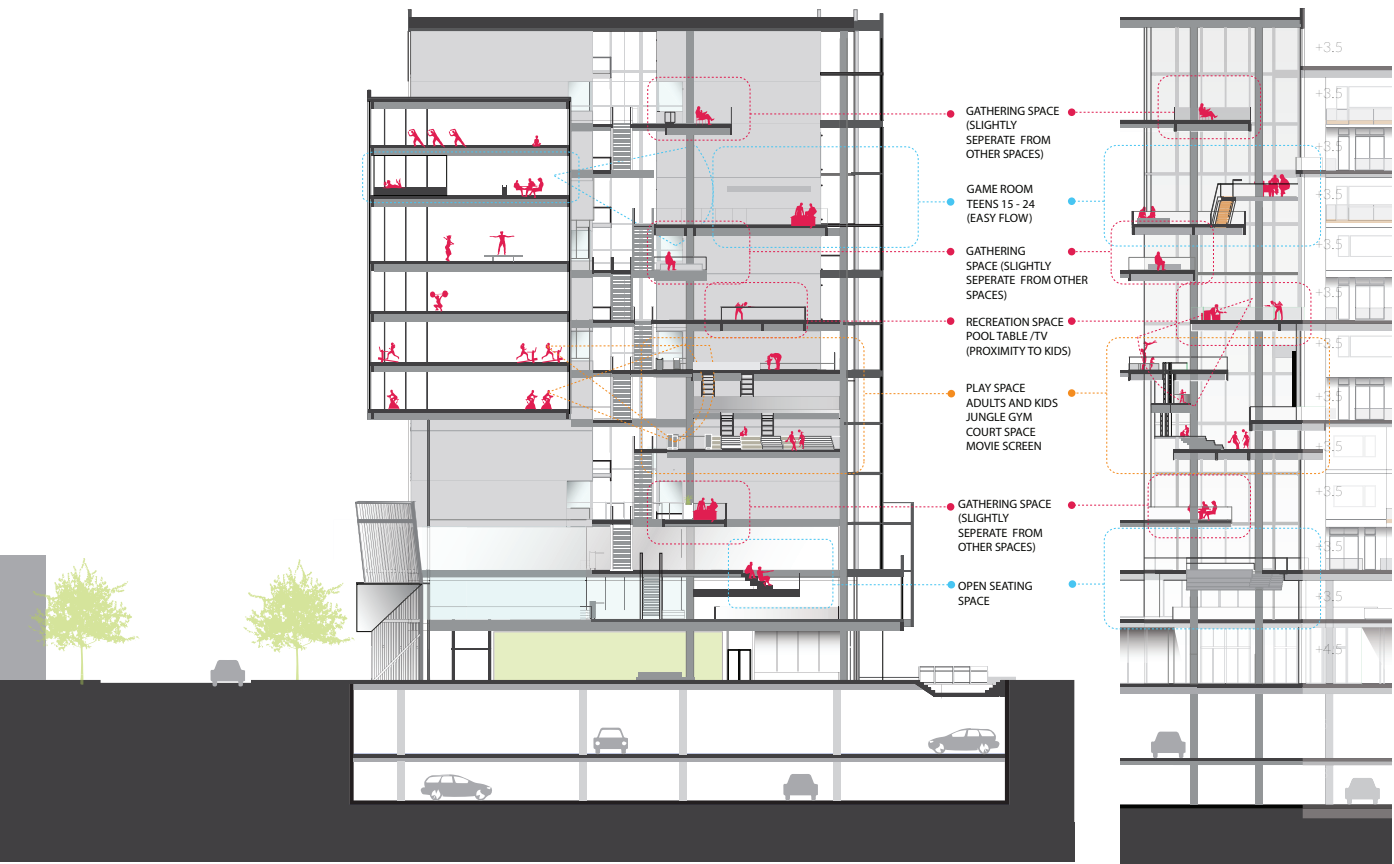 GATHERING SPACE
(SLIGHTLY
SEPERATE FROM
OTHER SPACES)
GAME ROOM
TEENS 15 - 24
(EASY FLOW)
GATHERING
SPACE (SLIGHTLY
SEPERATE FROM OTHER
SPACES)
RECREATION SPACE
POOL TABLE /TV
(PROXIMITY TO KIDS)
PLAY SPACE
ADULTS AND KIDS
JUNGLE GYM
COURT SPACE
MOVIE SCREEN
GATHERING SPACE
(SLIGHTLY
SEPERATE FROM
OTHER SPACES)
OPEN SEATING
SPACE
+3.5
+3.5
+3.5
+3.5
+3.5
+3.5
+3.5
+3.5
+3.5
+3.5
+3.5
+3.5
+4.5